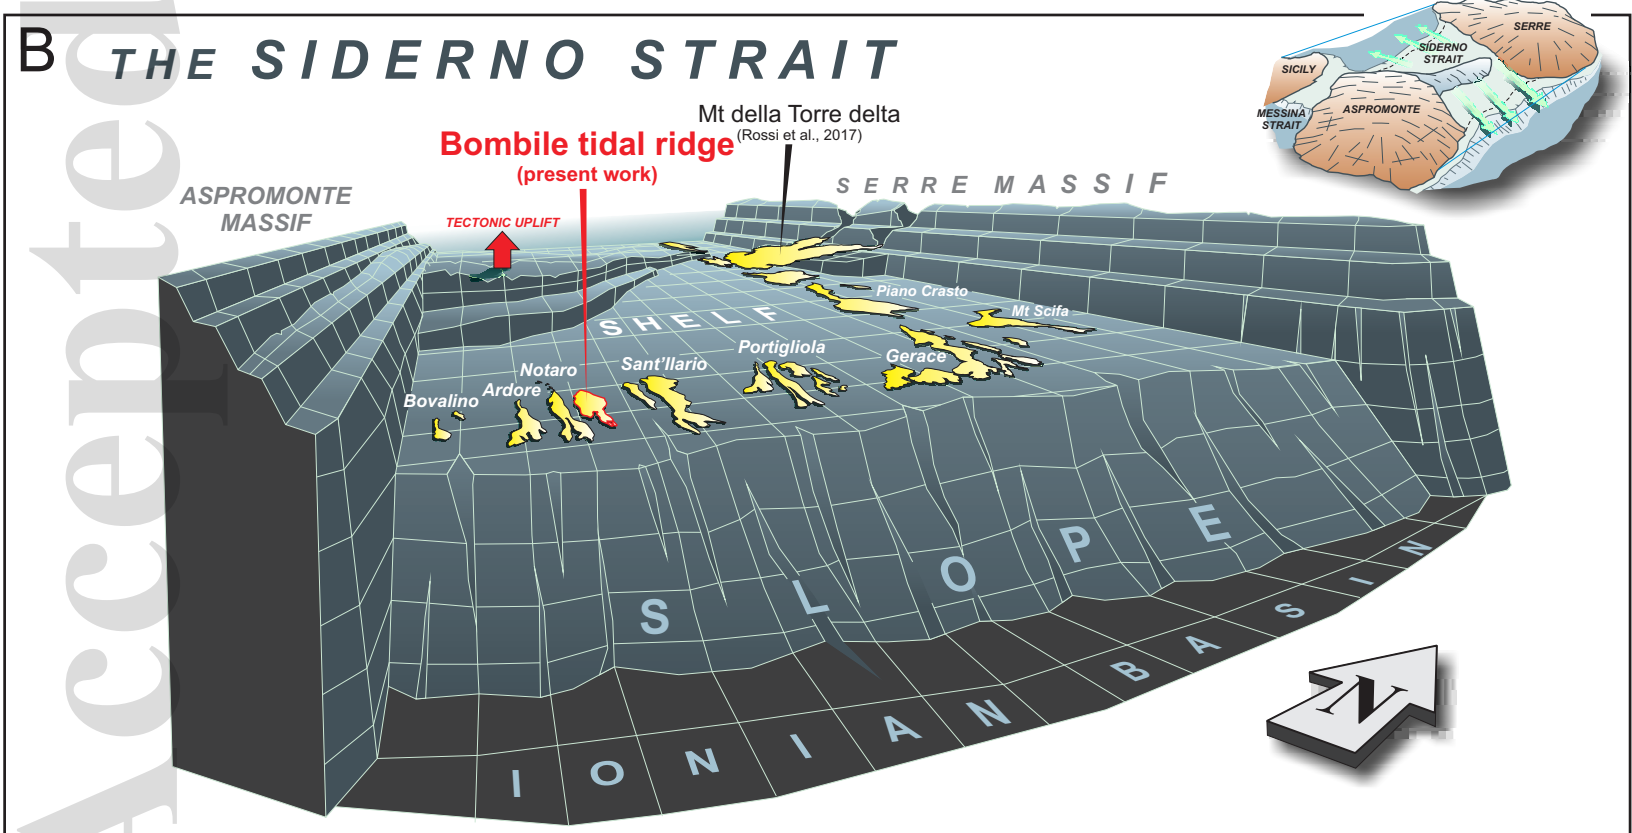 Accepted
B
THE SIDERNO STRAIT
SERRE
SIDERNO
STRAIT
SICILY
MESSINA
STRAIT
ASPROMONTE
Mt della Torre delta
(Rossi et al., 2017)
Bombile tidal ridge
(present work)
SERRE MASSIF
ASPROMONTE
MASSIF
TECTONIC UPLIFT
Piano Crasto
Mt Scifa
SHELF
Portigliola
Gerace
Sant'Ilario
Notaro
Ardore
Bovalino
SLOPE
IONIAN BASIN
N